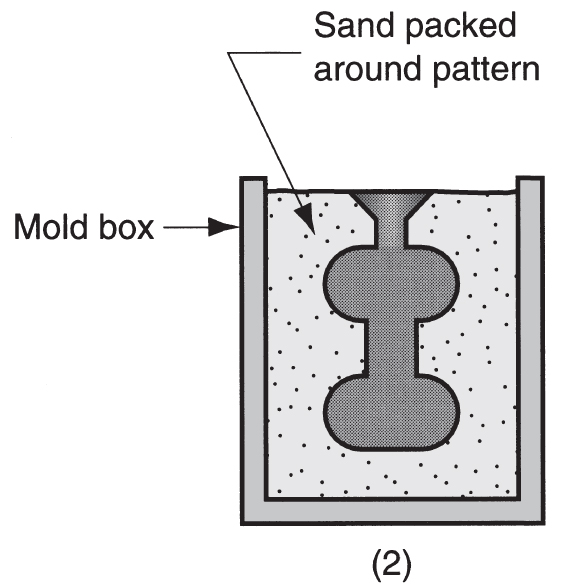 Sand packed
around pattern
Mold box
(2)